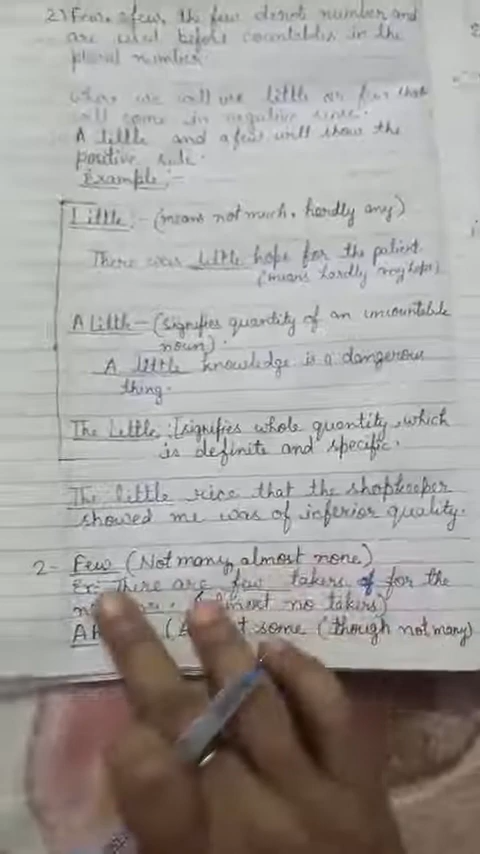 2) Few, a few, the few denote number and
are used before countables in the
plural number.
where we will use little or few that
will come in negative sense.
A little and a few will show the
positive side.
Example:-
Little:- (means not much, hardly any)
There was little hope for the patient.
(means hardly any hope)
A Little - (signifies quantity of an uncountable
noun).
A little knowledge is a dangerous
thing.
The Little:- (signifies whole quantity, which
is definite and specific.
The little rice that the shopkeeper
showed me was of inferior quality.
2- Few (Not many, almost none)
Ex:- There are few takers of for the
(almost no takers)
some (though not many)